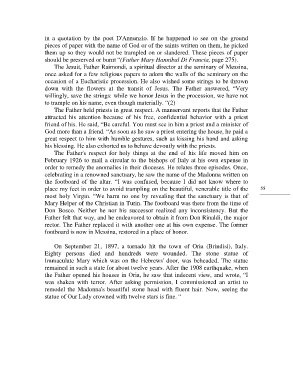 in a quotation by the poet D'Annunzio. If he happened to see on the ground
pieces of paper with the name of God or of the saints written on them, he picked
them up so they would not be trampled on or slandered. These pieces of paper
should be preserved or burnt "(Father Mary Hannibal Di Francia, page 275).
The Jesuit, Father Raimondi, a spiritual director at the seminary of Messina,
once asked for a few religious papers to adorn the walls of the seminary on the
occasion of a Eucharistic procession. He also wished some strings to be thrown
down with the flowers at the transit of Jesus. The Father answered, "Very
willingly, save the strings: while we honor Jesus in the procession, we have not
to trample on his name, even though materially. "(2)
The Father held priests in great respect. A manservant reports that the Father
attracted his attention because of his free, confidential behavior with a priest
friend of his. He said, "Be careful. You must see in him a priest and a minister of
God more than a friend. "As soon as he saw a priest entering the house, he paid a
great respect to him with humble gestures, such as kissing his hand and asking
his blessing. He also exhorted us to behave devoutly with the priests.
The Father's respect for holy things at the end of his life moved him on
February 1926 to mail a circular to the bishops of Italy at his own expense in
order to remedy the anomalies in their dioceses. He relates three episodes. Once,
celebrating in a renowned sanctuary, he saw the name of the Madonna written on
the footboard of the altar. "I was confused, because I did not know where to
place my feet in order to avoid trampling on the beautiful, venerable title of the
most holy Virgin. "We have no one by revealing that the sanctuary is that of
Mary Helper of the Christian in Turin. The footboard was there from the time of
Don Bosco. Neither he nor his successor realized any inconsistency. But the
Father felt that way, and he endeavored to obtain it from Don Rinaldi, the major
rector. The Father replaced it with another one at his own expense. The former
footboard is now in Messina, restored in a place of honor.
55
On September 21, 1897, a tornado hit the town of Oria (Brindisi), Italy.
Eighty persons died and hundreds were wounded. The stone statue of
Immaculate Mary which was on the Hebrews' door, was beheaded. The statue
remained in such a state for about twelve years. After the 1908 earthquake, when
the Father opened his houses in Oria, he saw that indecent view, and wrote, "I
was shaken with terror. After asking permission, I commissioned an artist to
remodel the Madonna's beautiful stone head with fluent hair. Now, seeing the
statue of Our Lady crowned with twelve stars is fine. "